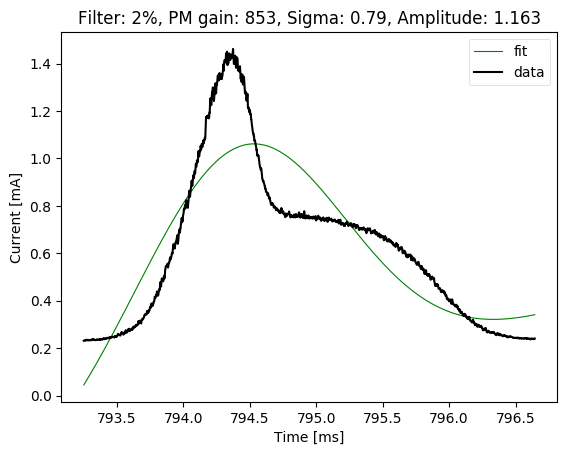 Filter: 2%, PM gain: 853, Sigma: 0.79, Amplitude: 1.163
fit
data
Current [mA]
1.4
1.2
1.0
0.8
0.6
0.4
0.2
0.0
793.5 794.0 794.5 795.0 795.5 796.0 796.5
Time [ms]